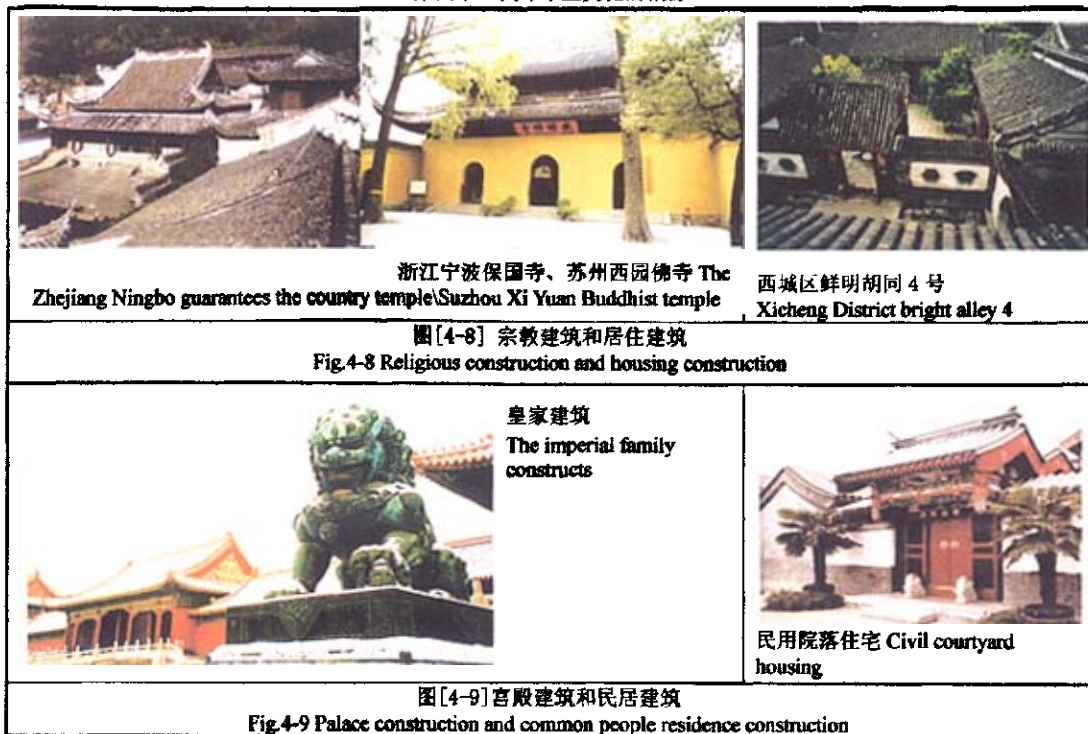 浙江宁波保国寺、苏州西园佛寺 The
Zhejiang Ningbo guarantees the country temple\Suzhou Xi Yuan Buddhist temple
西城区鲜明胡同 4 号
Xicheng District bright alley 4
图[4-8] 宗教建筑和居住建筑
Fig.4-8 Religious construction and housing construction
皇家建筑
The imperial family
constructs
民用院落住宅 Civil courtyard
housing
图[4-9]宫殿建筑和民居建筑
Fig.4-9 Palace construction and common people residence construction